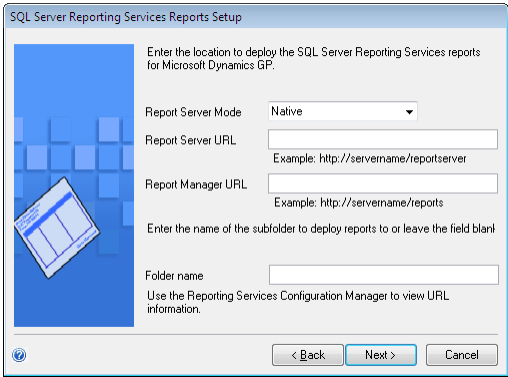 SQL Server Reporting Services Reports Setup
Enter the location to deploy the SQL Server Reporting Services reports
for Microsoft Dynamics GP.
Report Server Mode Native
Report Server URL
Example: http://servername/reportserver
Report Manager URL
Example: http://servername/reports
Enter the name of the subfolder to deploy reports to or leave the field blank
Folder name
Use the Reporting Services Configuration Manager to view URL
information.
< Back Next > Cancel